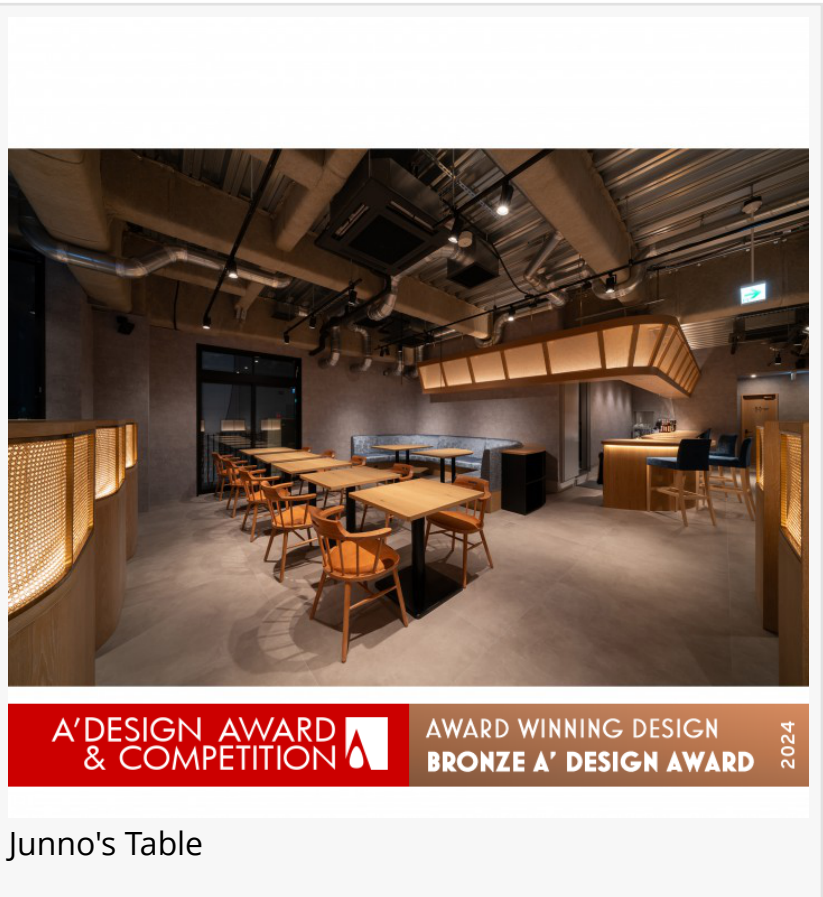 A'DESIGN AWARD
& COMPETITION
AWARD WINNING DESIGN
BRONZE A' DESIGN AWARD
2024
Junno's Table